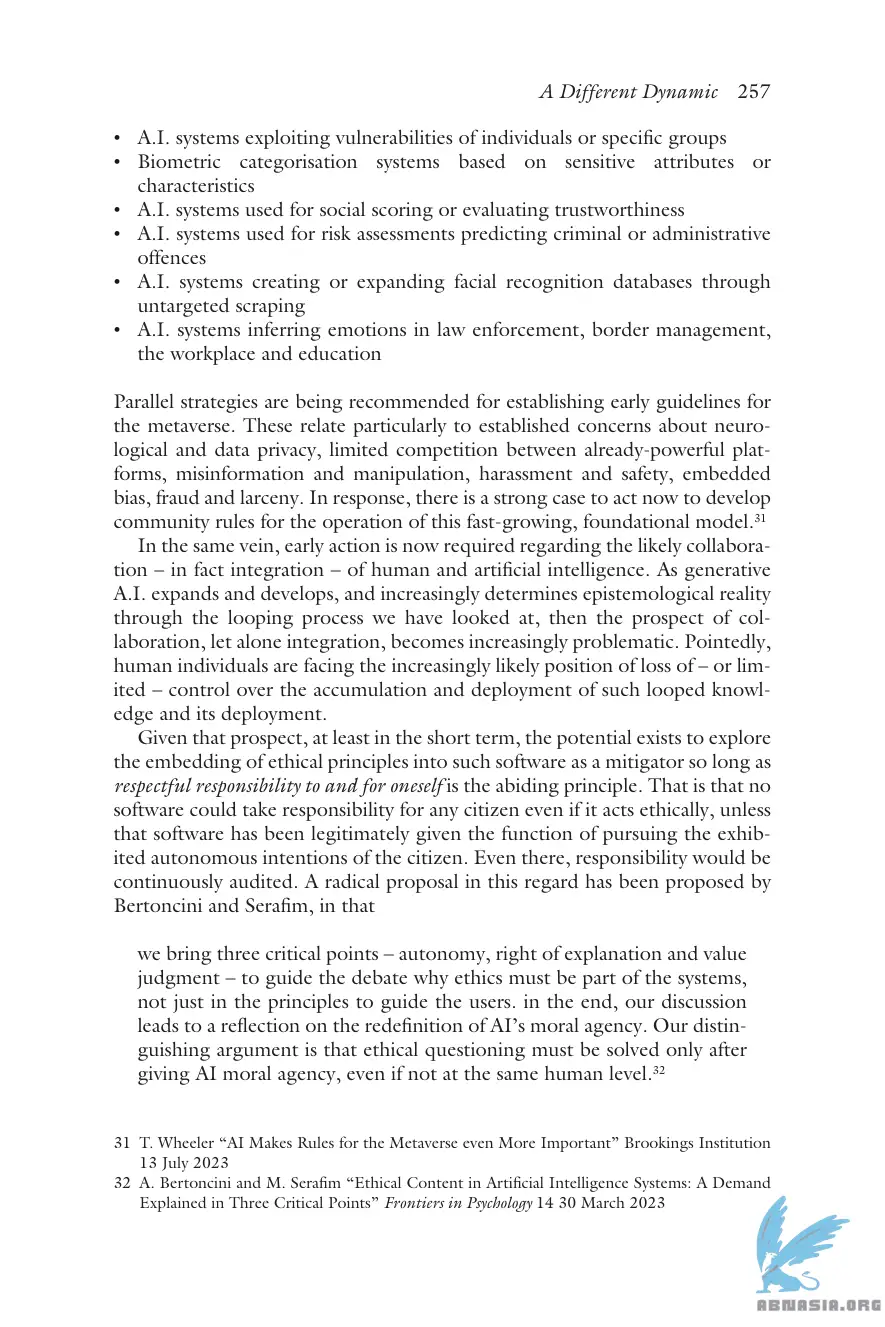 A Different Dynamic 257
• A.I. systems exploiting vulnerabilities of individuals or specific groups
• Biometric categorisation systems based on sensitive attributes or
characteristics
• A.I. systems used for social scoring or evaluating trustworthiness
• A.I. systems used for risk assessments predicting criminal or administrative
offences
• A.I. systems creating or expanding facial recognition databases through
untargeted scraping
• A.I. systems inferring emotions in law enforcement, border management,
the workplace and education
Parallel strategies are being recommended for establishing early guidelines for
the metaverse. These relate particularly to established concerns about neuro-
logical and data privacy, limited competition between already-powerful plat-
forms, misinformation and manipulation, harassment and safety, embedded
bias, fraud and larceny. In response, there is a strong case to act now to develop
community rules for the operation of this fast-growing, foundational model.31
In the same vein, early action is now required regarding the likely collabora-
tion – in fact integration – of human and artificial intelligence. As generative
A.I. expands and develops, and increasingly determines epistemological reality
through the looping process we have looked at, then the prospect of col-
laboration, let alone integration, becomes increasingly problematic. Pointedly,
human individuals are facing the increasingly likely position of loss of – or lim-
ited – control over the accumulation and deployment of such looped knowl-
edge and its deployment.
Given that prospect, at least in the short term, the potential exists to explore
the embedding of ethical principles into such software as a mitigator so long as
respectful responsibility to and for oneself is the abiding principle. That is that no
software could take responsibility for any citizen even if it acts ethically, unless
that software has been legitimately given the function of pursuing the exhib-
ited autonomous intentions of the citizen. Even there, responsibility would be
continuously audited. A radical proposal in this regard has been proposed by
Bertoncini and Serafim, in that
we bring three critical points – autonomy, right of explanation and value
judgment – to guide the debate why ethics must be part of the systems,
not just in the principles to guide the users. in the end, our discussion
leads to a reflection on the redefinition of AI's moral agency. Our distin-
guishing argument is that ethical questioning must be solved only after
giving AI moral agency, even if not at the same human level.32
31 T. Wheeler “AI Makes Rules for the Metaverse even More Important” Brookings Institution
13 July 2023
32 A. Bertoncini and M. Serafim “Ethical Content in Artificial Intelligence Systems: A Demand
Explained in Three Critical Points” Frontiers in Psychology 14 30 March 2023
ABNASIA.ORG